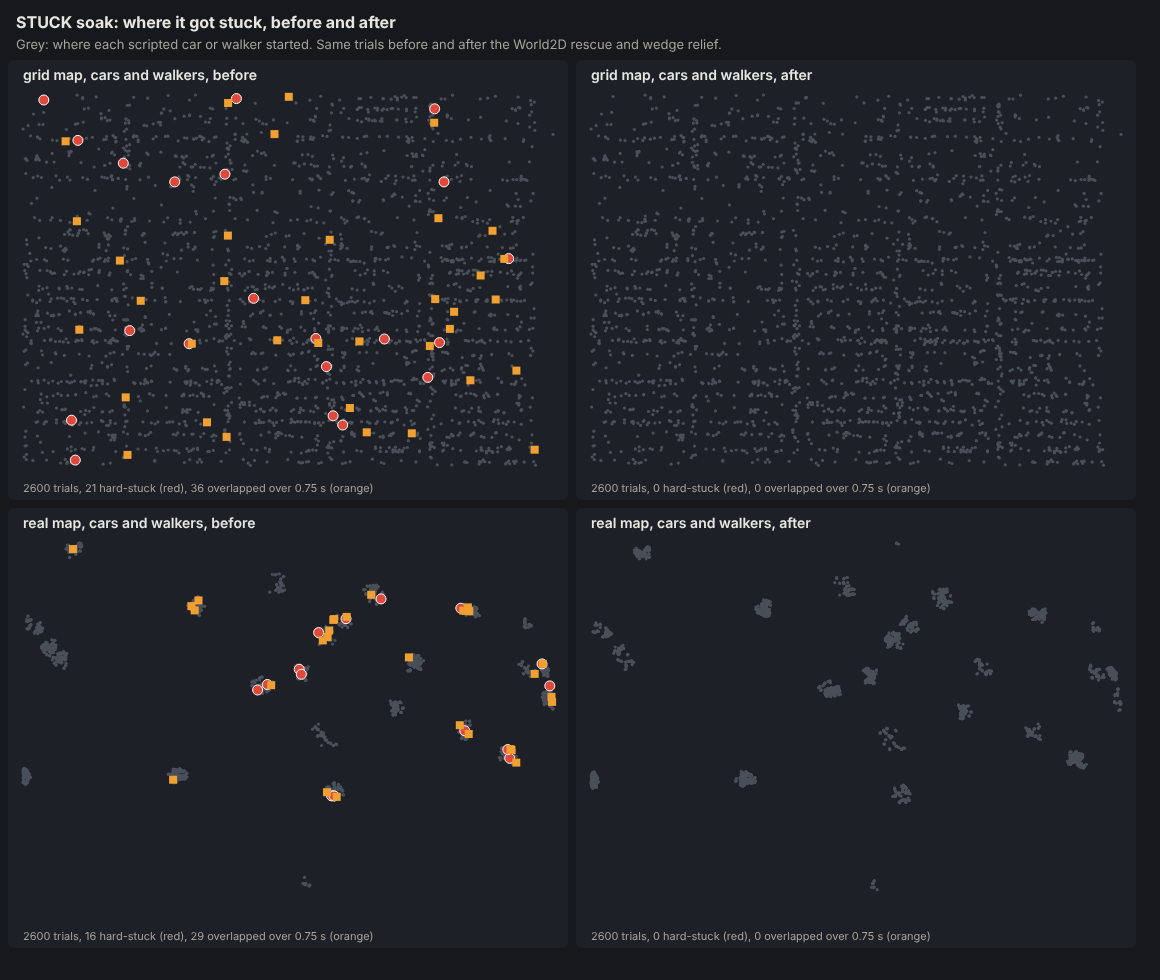 STUCK soak: where it got stuck, before and after
Grey: where each scripted car or walker started. Same trials before and after the World2D rescue and wedge relief.
grid map, cars and walkers, before
grid map, cars and walkers, after
2600 trials, 21 hard-stuck (red), 36 overlapped over 0.75 s (orange)
2600 trials, 0 hard-stuck (red), 0 overlapped over 0.75 s (orange)
real map, cars and walkers, before
real map, cars and walkers, after
2600 trials, 16 hard-stuck (red), 29 overlapped over 0.75 s (orange)
2600 trials, 0 hard-stuck (red), 0 overlapped over 0.75 s (orange)